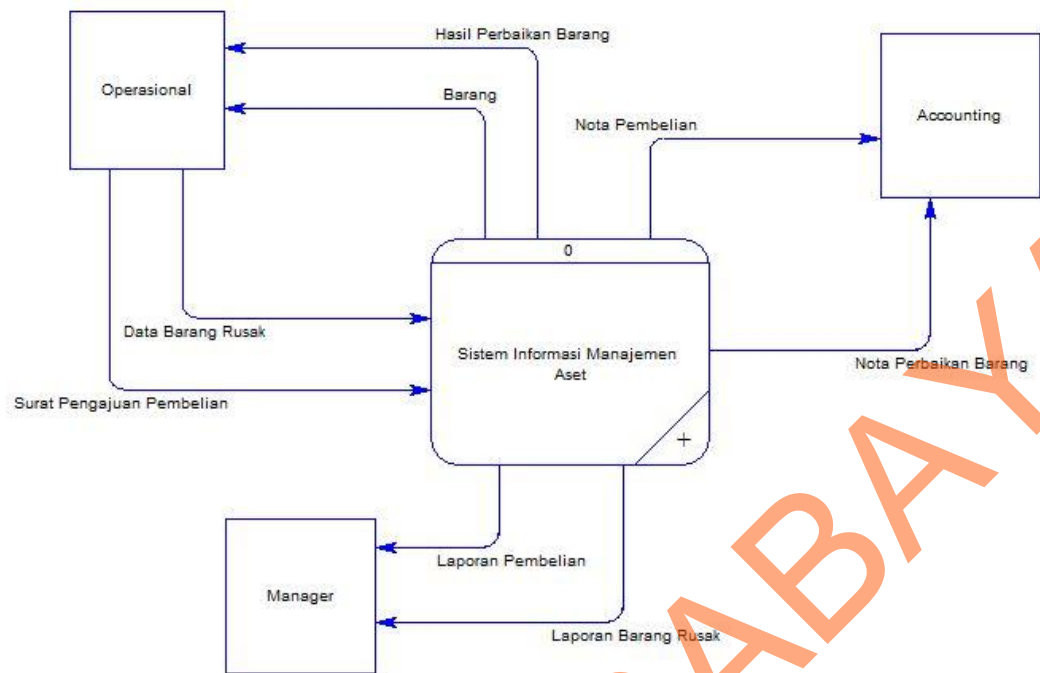 Hasil Perbaikan Barang
Operasional
Barang
Accounting
Nota Pembelian
0
Data Barang Rusak
Sistem Informasi Manajemen
Aset
Nota Perbaikan Barang
Surat Pengajuan Pembelian
+
Laporan Pembelian
Manager
Laporan Barang Rusak
ABAYA